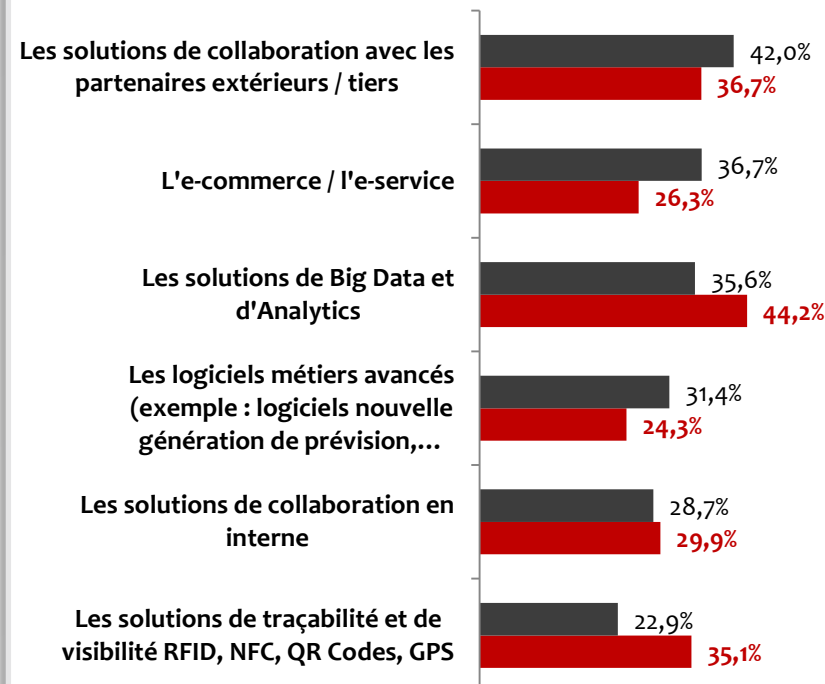 Les solutions de collaboration avec les
partenaires extérieurs / tiers
42,0%
36,7%
L'e-commerce / l'e-service
36,7%
26,3%
Les solutions de Big Data et
d'Analytics
35,6%
44,2%
Les logiciels métiers avancés
(exemple : logiciels nouvelle
génération de prévision,…
31,4%
24,3%
Les solutions de collaboration en
interne
28,7%
29,9%
Les solutions de traçabilité et de
visibilité RFID, NFC, QR Codes, GPS
22,9%
35,1%